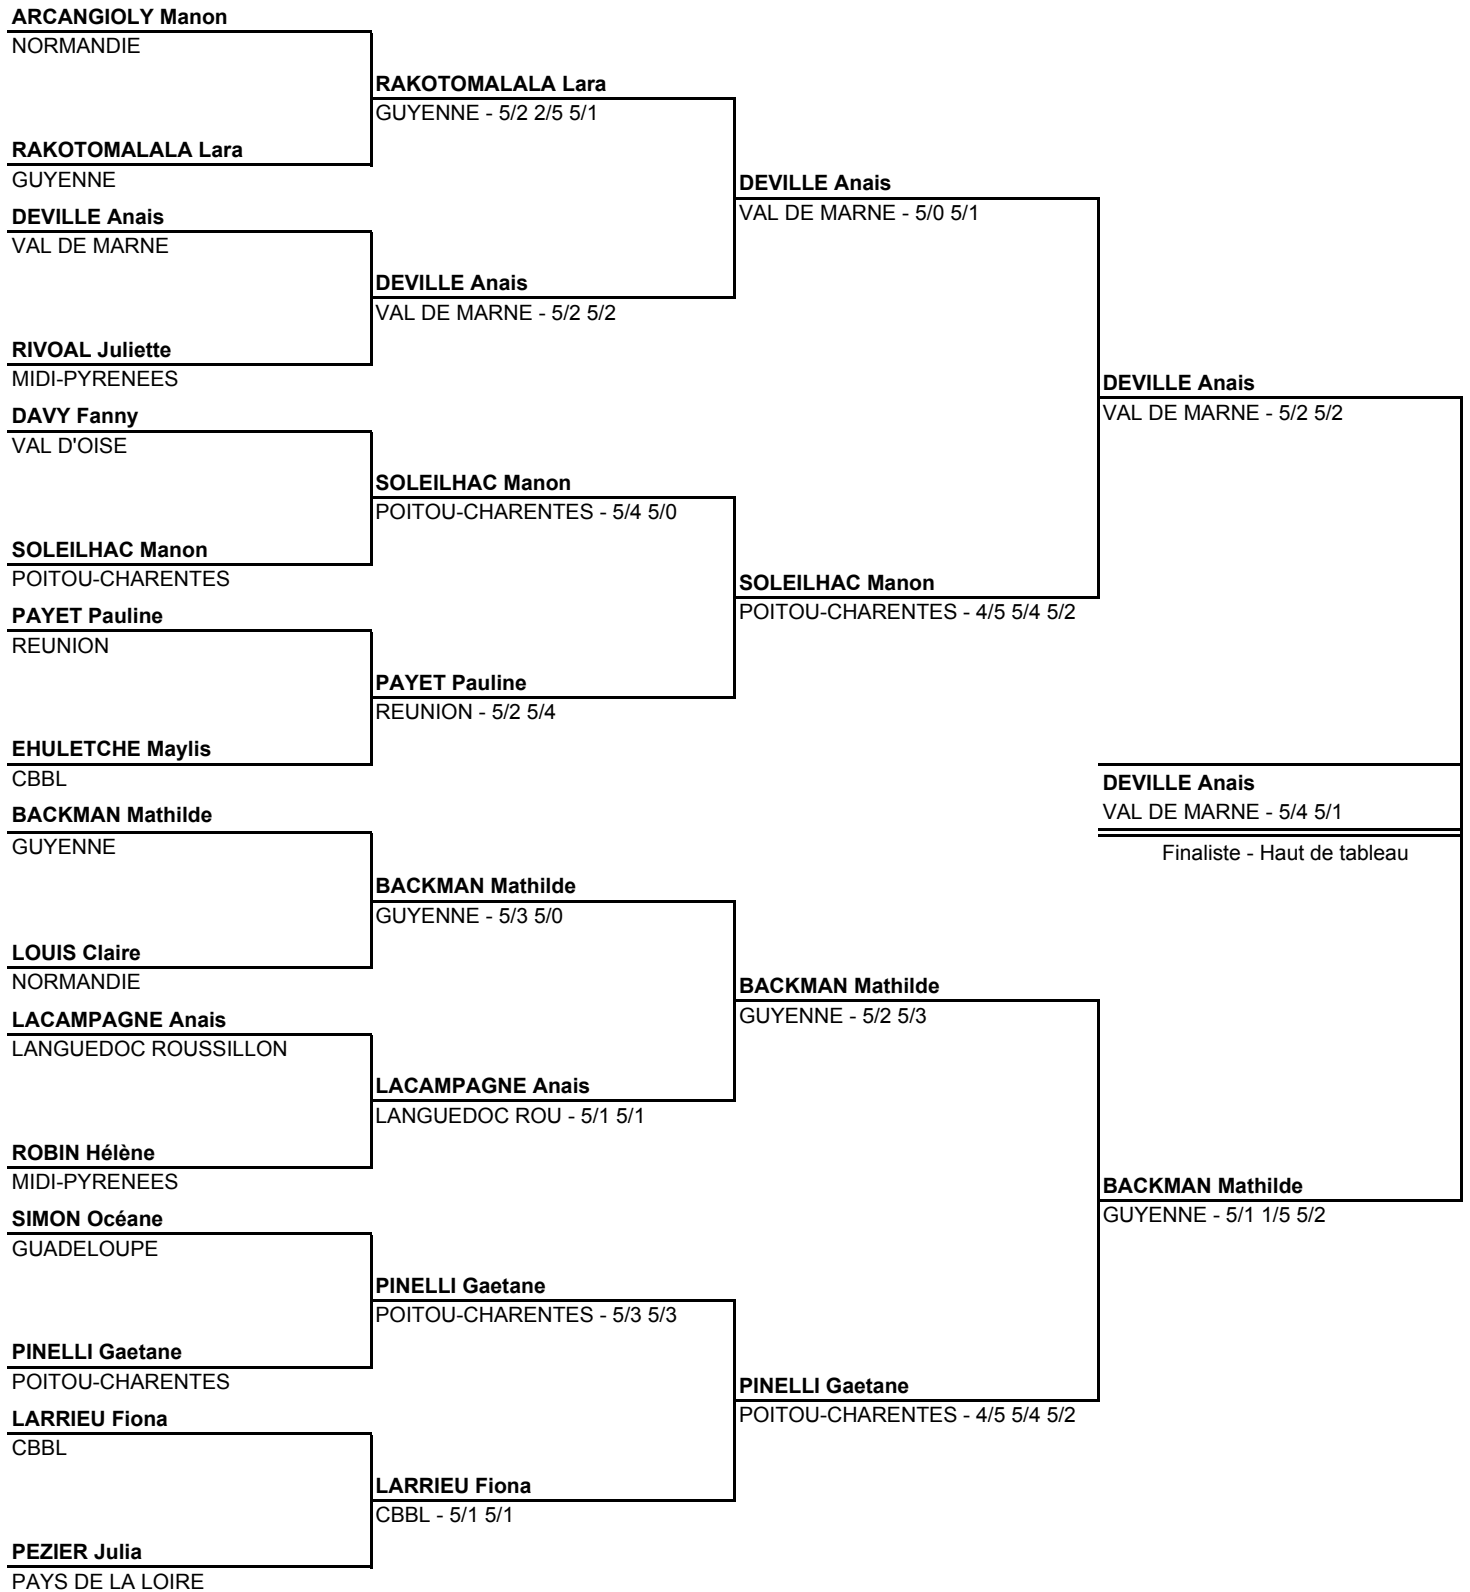 ARCANGIOLY Manon
NORMANDIE
RAKOTOMALALA Lara
GUYENNE - 5/2 2/5 5/1
RAKOTOMALALA Lara
GUYENNE
DEVILLE Anais
VAL DE MARNE - 5/0 5/1
DEVILLE Anais
VAL DE MARNE
DEVILLE Anais
VAL DE MARNE - 5/2 5/2
RIVOAL Juliette
MIDI-PYRENEES
DEVILLE Anais
VAL DE MARNE - 5/2 5/2
DAVY Fanny
VAL D'OISE
SOLEILHAC Manon
POITOU-CHARENTES - 5/4 5/0
SOLEILHAC Manon
POITOU-CHARENTES
SOLEILHAC Manon
POITOU-CHARENTES - 4/5 5/4 5/2
PAYET Pauline
REUNION
PAYET Pauline
REUNION - 5/2 5/4
EHULETCHE Maylis
CBBL
DEVILLE Anais
VAL DE MARNE - 5/4 5/1
Finaliste - Haut de tableau
BACKMAN Mathilde
GUYENNE
BACKMAN Mathilde
GUYENNE - 5/3 5/0
LOUIS Claire
NORMANDIE
BACKMAN Mathilde
GUYENNE - 5/2 5/3
LACAMPAGNE Anais
LANGUEDOC ROUSSILLON
LACAMPAGNE Anais
LANGUEDOC ROU - 5/1 5/1
ROBIN Hélène
MIDI-PYRENEES
BACKMAN Mathilde
GUYENNE - 5/1 1/5 5/2
SIMON Océane
GUADELOUPE
PINELLI Gaetane
POITOU-CHARENTES - 5/3 5/3
PINELLI Gaetane
POITOU-CHARENTES
PINELLI Gaetane
POITOU-CHARENTES - 4/5 5/4 5/2
LARRIEU Fiona
CBBL
LARRIEU Fiona
CBBL - 5/1 5/1
PEZIER Julia
PAYS DE LA LOIRE